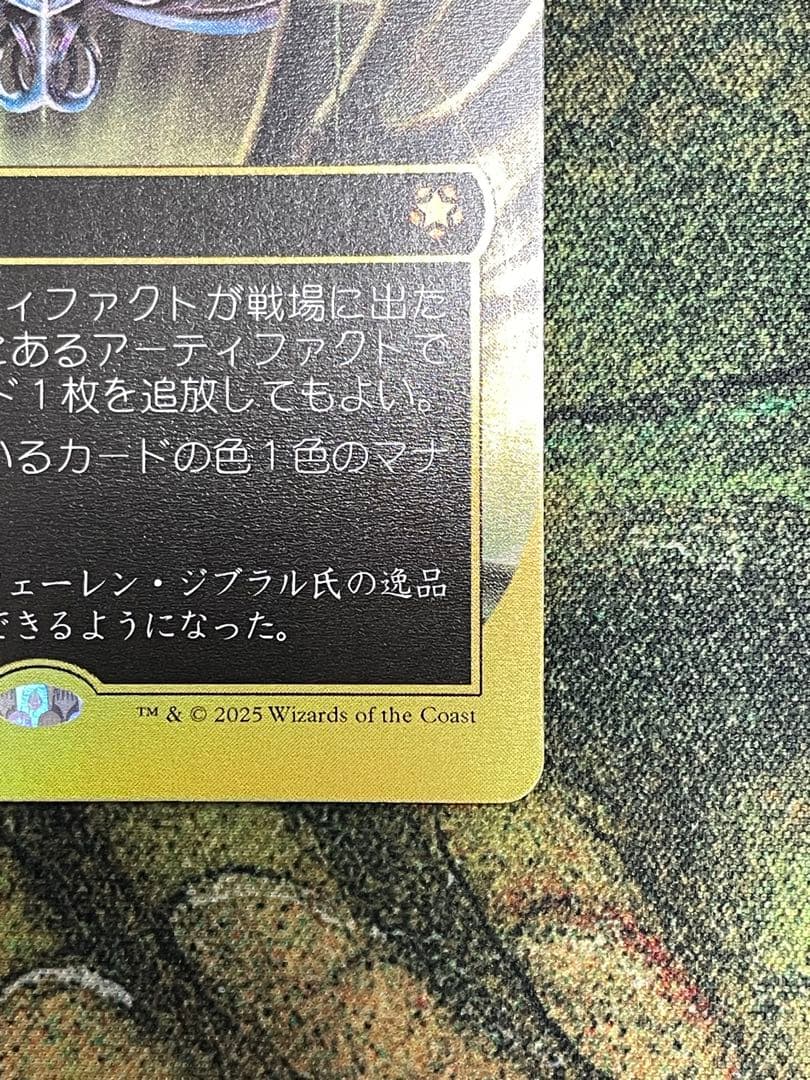 ィファクトが戦場に出た
とあるアーティファクトで
ド１枚を追放してもよい。
いるカードの色１色のマナ
ェーレン・ジブラル氏の逸品
できるようになった。
™ & © 2025 Wizards of the Coast